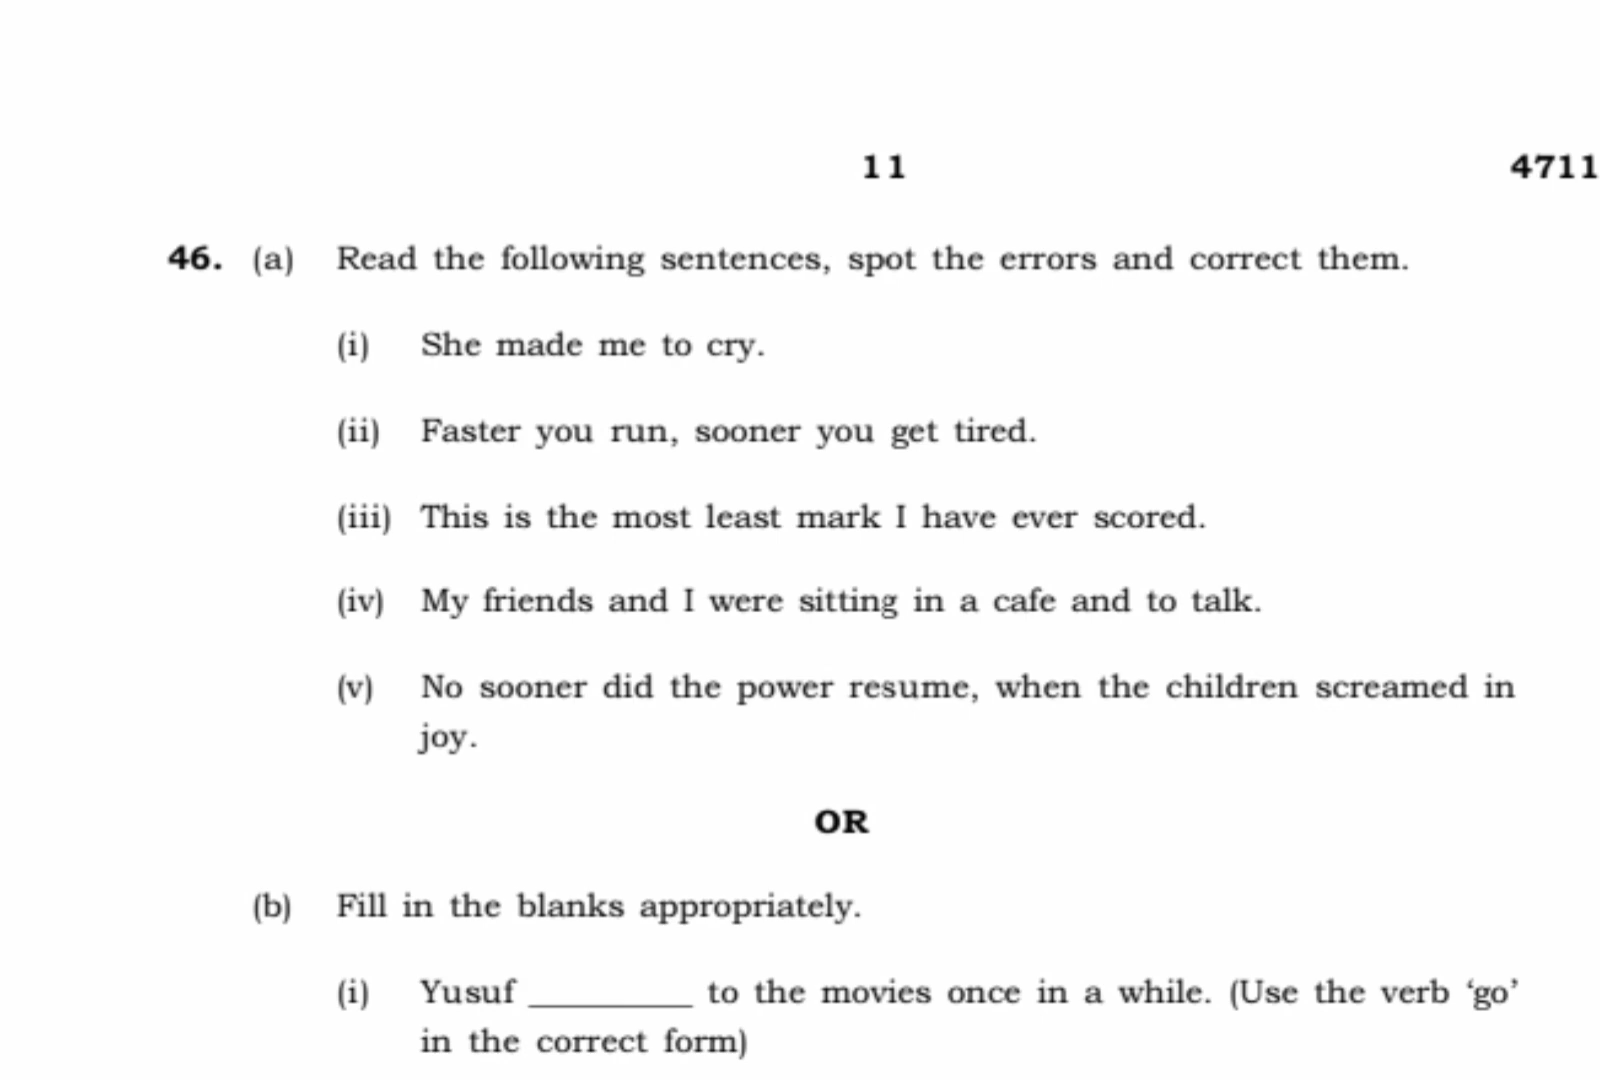 11 4711
46. (a) Read the following sentences, spot the errors and correct them.
(i) She made me to cry.
(ii) Faster you run, sooner you get tired.
(iii) This is the most least mark I have ever scored.
(iv) My friends and I were sitting in a cafe and to talk.
(v) No sooner did the power resume, when the children screamed in
joy.
OR
(b) Fill in the blanks appropriately.
(i) Yusuf __________ to the movies once in a while. (Use the verb ‘go’
in the correct form)